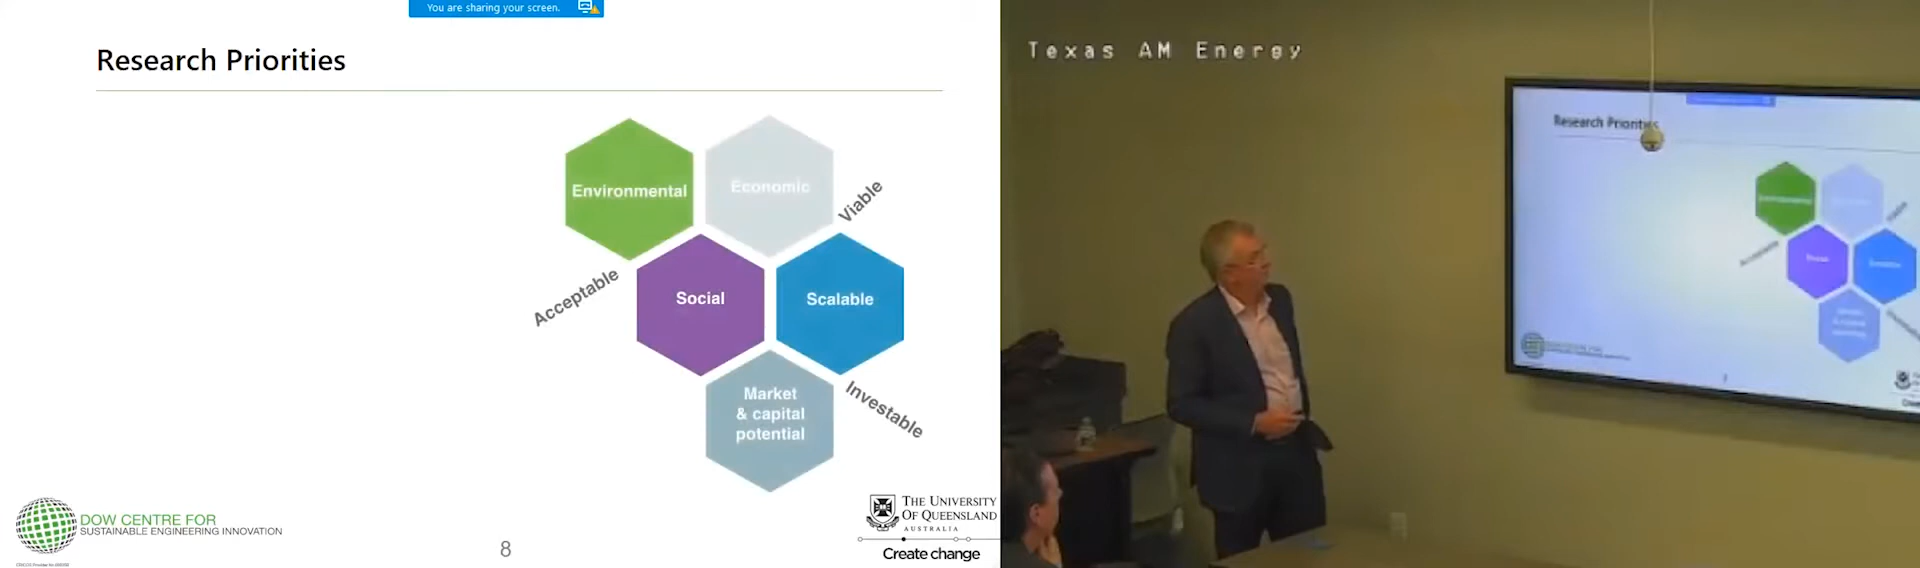 You are sharing your screen.
Research Priorities
Environmental
Economic
Viable
Acceptable
Social
Scalable
Market
& capital
potential
Investable
DOW CENTRE FOR
SUSTAINABLE ENGINEERING INNOVATION
8
THE UNIVERSITY
OF QUEENSLAND
AUSTRALIA
Create change
Texas AM Energy
Research Priorities